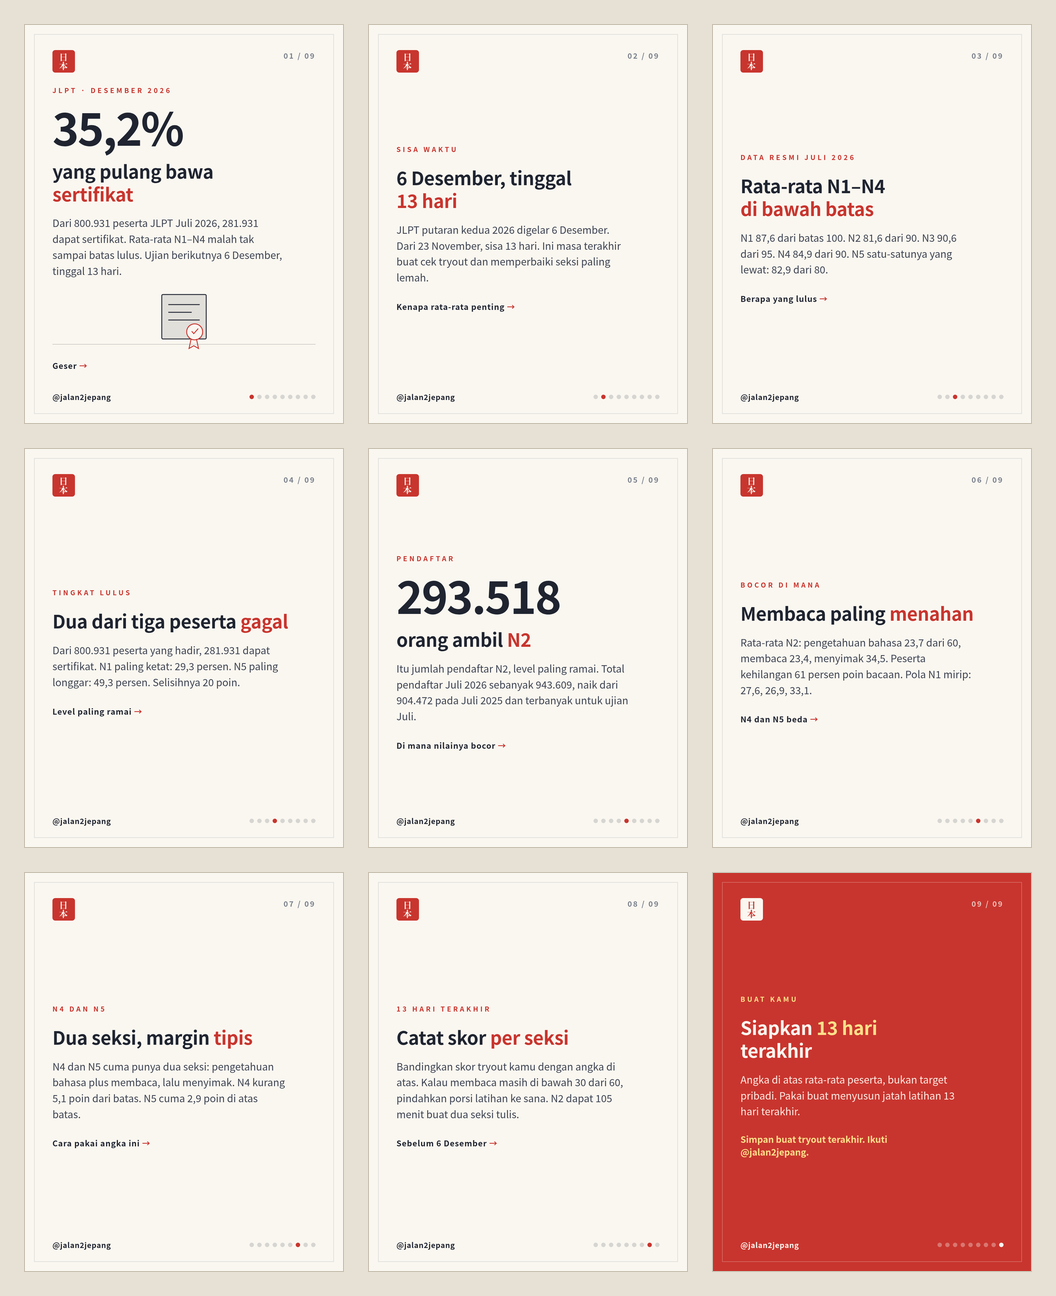 日本
01 / 09
JLPT · DESEMBER 2026
35,2%
yang pulang bawa
sertifikat
Dari 800.931 peserta JLPT Juli 2026, 281.931
dapat sertifikat. Rata-rata N1–N4 malah tak
sampai batas lulus. Ujian berikutnya 6 Desember,
tinggal 13 hari.
Geser →
@jalan2jepang
日本
02 / 09
SISA WAKTU
6 Desember, tinggal
13 hari
JLPT putaran kedua 2026 digelar 6 Desember.
Dari 23 November, sisa 13 hari. Ini masa terakhir
buat cek tryout dan memperbaiki seksi paling
lemah.
Kenapa rata-rata penting →
@jalan2jepang
日本
03 / 09
DATA RESMI JULI 2026
Rata-rata N1–N4
di bawah batas
N1 87,6 dari batas 100. N2 81,6 dari 90. N3 90,6
dari 95. N4 84,9 dari 90. N5 satu-satunya yang
lewat: 82,9 dari 80.
Berapa yang lulus →
@jalan2jepang
日本
04 / 09
TINGKAT LULUS
Dua dari tiga peserta gagal
Dari 800.931 peserta yang hadir, 281.931 dapat
sertifikat. N1 paling ketat: 29,3 persen. N5 paling
longgar: 49,3 persen. Selisihnya 20 poin.
Level paling ramai →
@jalan2jepang
日本
05 / 09
PENDAFTAR
293.518
orang ambil N2
Itu jumlah pendaftar N2, level paling ramai. Total
pendaftar Juli 2026 sebanyak 943.609, naik dari
904.472 pada Juli 2025 dan terbanyak untuk ujian
Juli.
Di mana nilainya bocor →
@jalan2jepang
日本
06 / 09
BOCOR DI MANA
Membaca paling menahan
Rata-rata N2: pengetahuan bahasa 23,7 dari 60,
membaca 23,4, menyimak 34,5. Peserta
kehilangan 61 persen poin bacaan. Pola N1 mirip:
27,6, 26,9, 33,1.
N4 dan N5 beda →
@jalan2jepang
日本
07 / 09
N4 DAN N5
Dua seksi, margin tipis
N4 dan N5 cuma punya dua seksi: pengetahuan
bahasa plus membaca, lalu menyimak. N4 kurang
5,1 poin dari batas. N5 cuma 2,9 poin di atas
batas.
Cara pakai angka ini →
@jalan2jepang
日本
08 / 09
13 HARI TERAKHIR
Catat skor per seksi
Bandingkan skor tryout kamu dengan angka di
atas. Kalau membaca masih di bawah 30 dari 60,
pindahkan porsi latihan ke sana. N2 dapat 105
menit buat dua seksi tulis.
Sebelum 6 Desember →
@jalan2jepang
日本
09 / 09
BUAT KAMU
Siapkan 13 hari
terakhir
Angka di atas rata-rata peserta, bukan target
pribadi. Pakai buat menyusun jatah latihan 13
hari terakhir.
Simpan buat tryout terakhir. Ikuti
@jalan2jepang.
@jalan2jepang